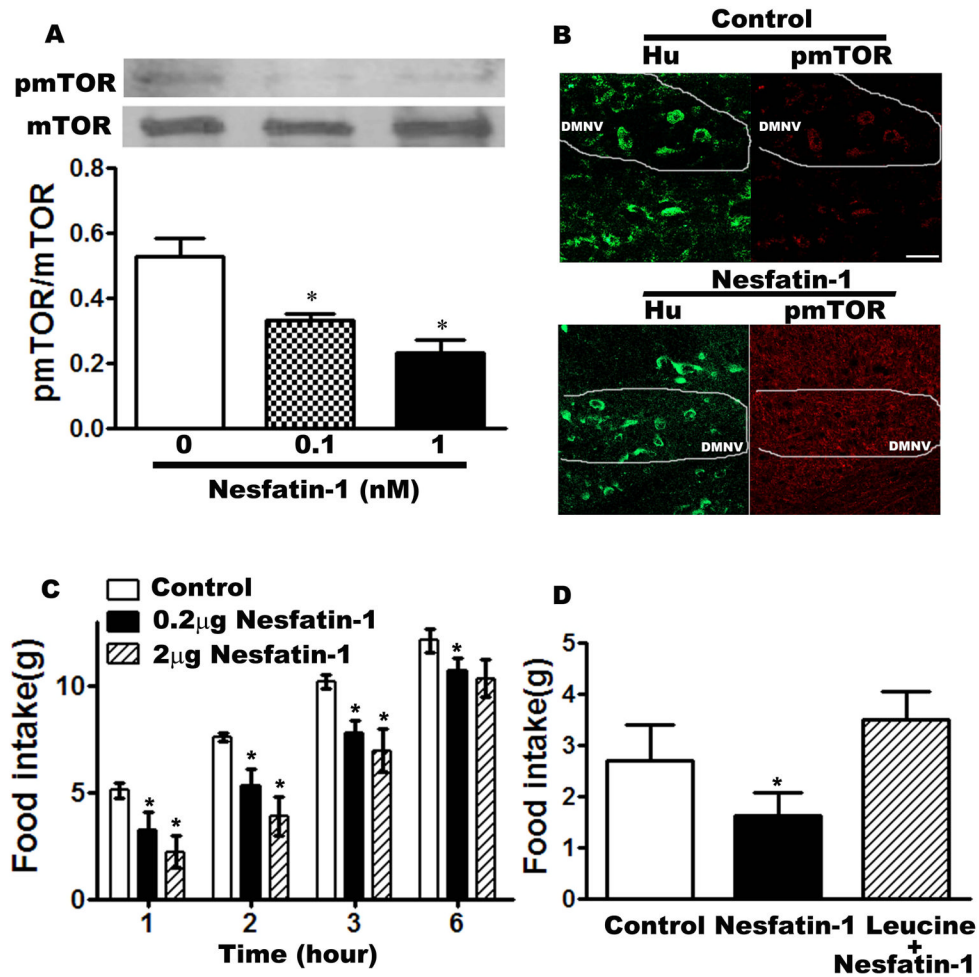 A
pmTOR
mTOR
0.8
0.6
0.4
0.2
0.0
pmTOR/mTOR
*
*
0 0.1 1
Nesfatin-1 (nM)
B
Control
Hu pmTOR
DMNV DMNV
Nesfatin-1
Hu pmTOR
DMNV DMNV
C
Control
0.2μg Nesfatin-1
2μg Nesfatin-1
Food intake(g)
10
5
0
* * * * * * *
1 2 3 6
Time (hour)
D
Food intake(g)
5
4
3
2
1
0
*
Control Nesfatin-1 Leucine
+
Nesfatin-1